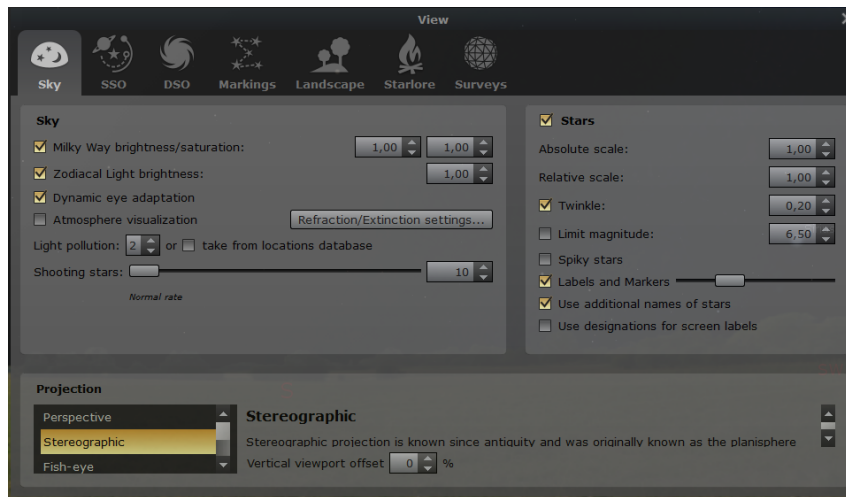 View
Sky SSO DSO Markings Landscape Starlore Surveys
Sky
Milky Way brightness/saturation: 1,00 1,00
Zodiacal Light brightness: 1,00
Dynamic eye adaptation
Atmosphere visualization Refraction/Extinction settings...
Light pollution: 2 or take from locations database
Shooting stars: 10
Normal rate
Stars
Absolute scale: 1,00
Relative scale: 1,00
Twinkle: 0,20
Limit magnitude: 6,50
Spiky stars
Labels and Markers
Use additional names of stars
Use designations for screen labels
Projection
Perspective
Stereographic
Fish-eye
Stereographic
Stereographic projection is known since antiquity and was originally known as the planisphere
Vertical viewport offset 0 %